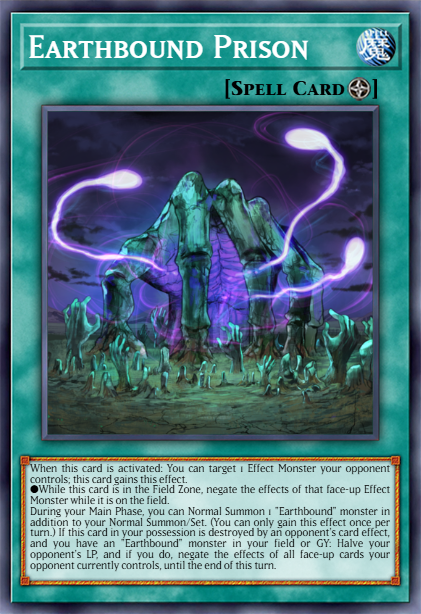 Earthbound Prison
魔
[Spell Card]
When this card is activated: You can target 1 Effect Monster your opponent
controls; this card gains this effect.
●While this card is in the Field Zone, negate the effects of that face-up Effect
Monster while it is on the field.
During your Main Phase, you can Normal Summon 1 "Earthbound" monster in
addition to your Normal Summon/Set. (You can only gain this effect once per
turn.) If this card in your possession is destroyed by an opponent's card effect,
and you have an "Earthbound" monster in your field or GY: Halve your
opponent's LP, and if you do, negate the effects of all face-up cards your
opponent currently controls, until the end of this turn.